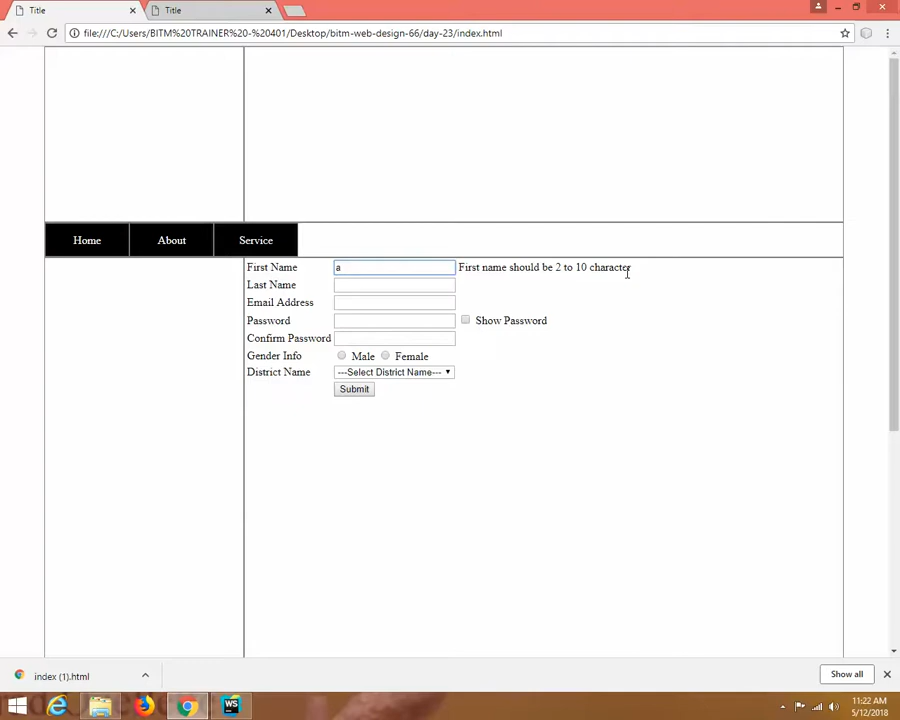 Title
Title
file:///C:/Users/BITM%20TRAINER%20-%20401/Desktop/bitm-web-design-66/day-23/index.html
Home About Service
First Name a First name should be 2 to 10 character
Last Name
Email Address
Password Show Password
Confirm Password
Gender Info Male Female
District Name ---Select District Name---
Submit
index (1).html
Show all
WS
11:22 AM
5/12/2018